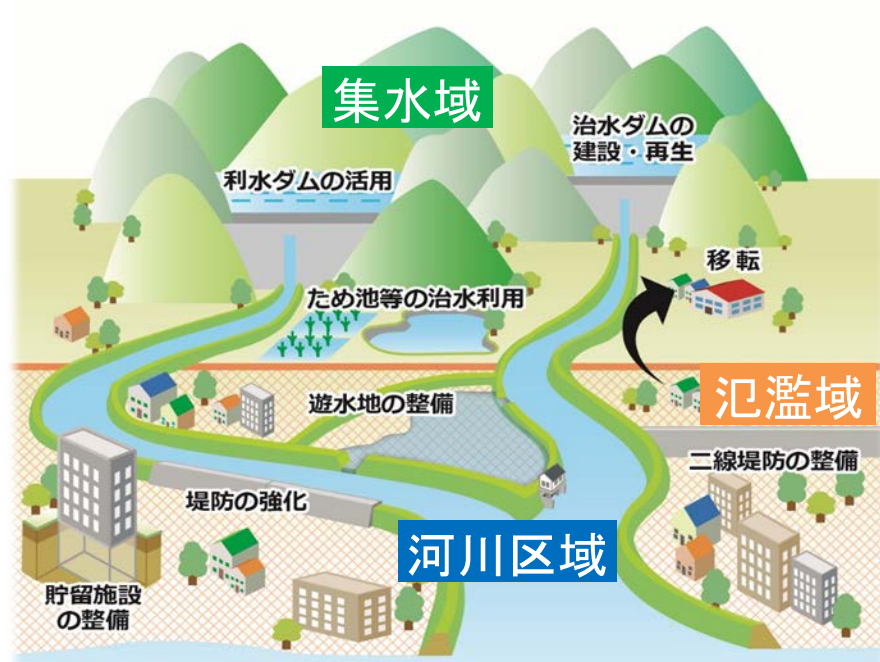 集水域
治水ダムの
建設・再生
利水ダムの活用
移転
ため池等の治水利用
氾濫域
遊水地の整備
二線堤防の整備
堤防の強化
河川区域
貯留施設
の整備